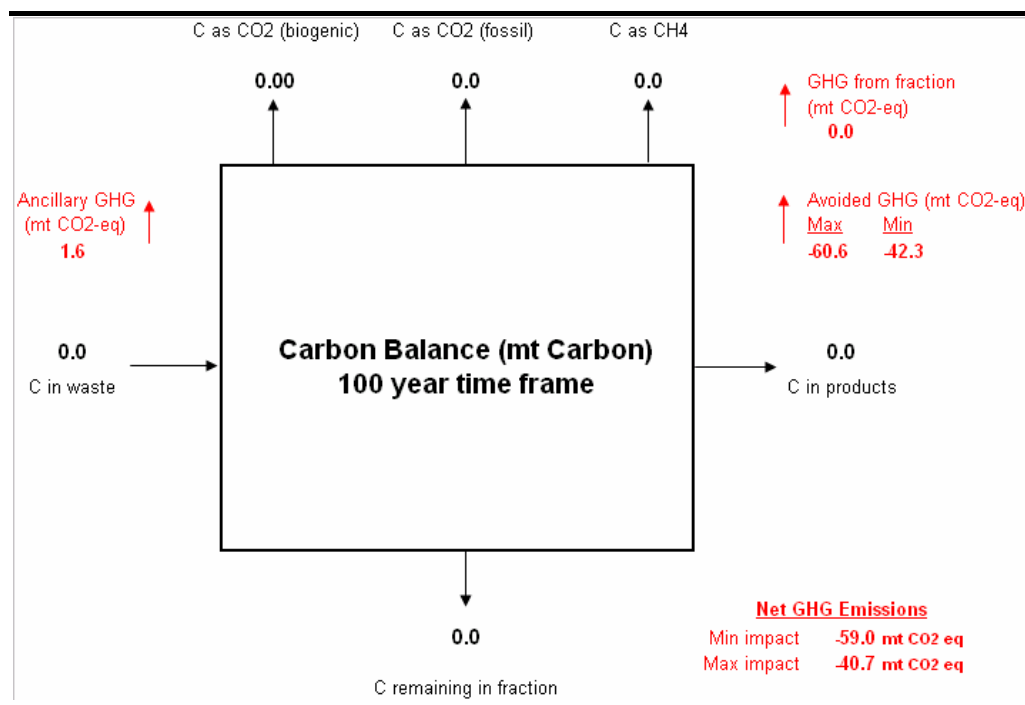 C as CO2 (biogenic) C as CO2 (fossil) C as CH4
0.00 0.0 0.0
GHG from fraction
(mt CO2-eq)
0.0
Ancillary GHG
(mt CO2-eq)
1.6
Avoided GHG (mt CO2-eq)
Max Min
-60.6 -42.3
Carbon Balance (mt Carbon)
100 year time frame
0.0
C in waste
0.0
C in products
0.0
C remaining in fraction
Net GHG Emissions
Min impact -59.0 mt CO2 eq
Max impact -40.7 mt CO2 eq